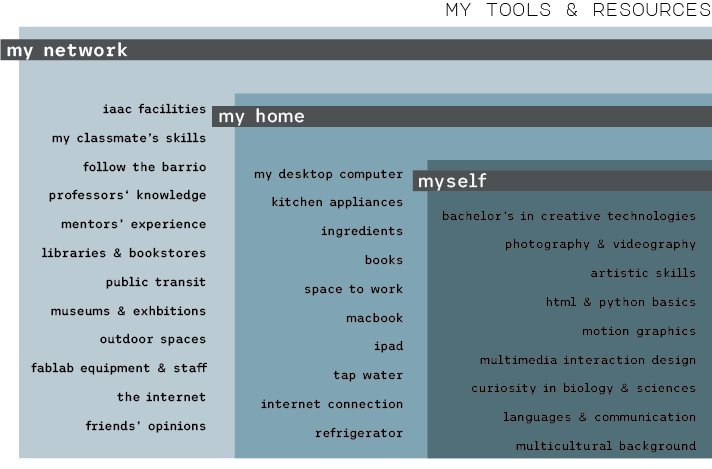 MY TOOLS & RESOURCES
my network
iaac facilities
my classmate's skills
follow the barrio
professors' knowledge
mentors' experience
libraries & bookstores
public transit
museums & exhbitions
outdoor spaces
fablab equipment & staff
the internet
friends' opinions
my home
my desktop computer
kitchen appliances
ingredients
books
space to work
macbook
ipad
tap water
internet connection
refrigerator
myself
bachelor's in creative technologies
photography & videography
artistic skills
html & python basics
motion graphics
multimedia interaction design
curiosity in biology & sciences
languages & communication
multicultural background